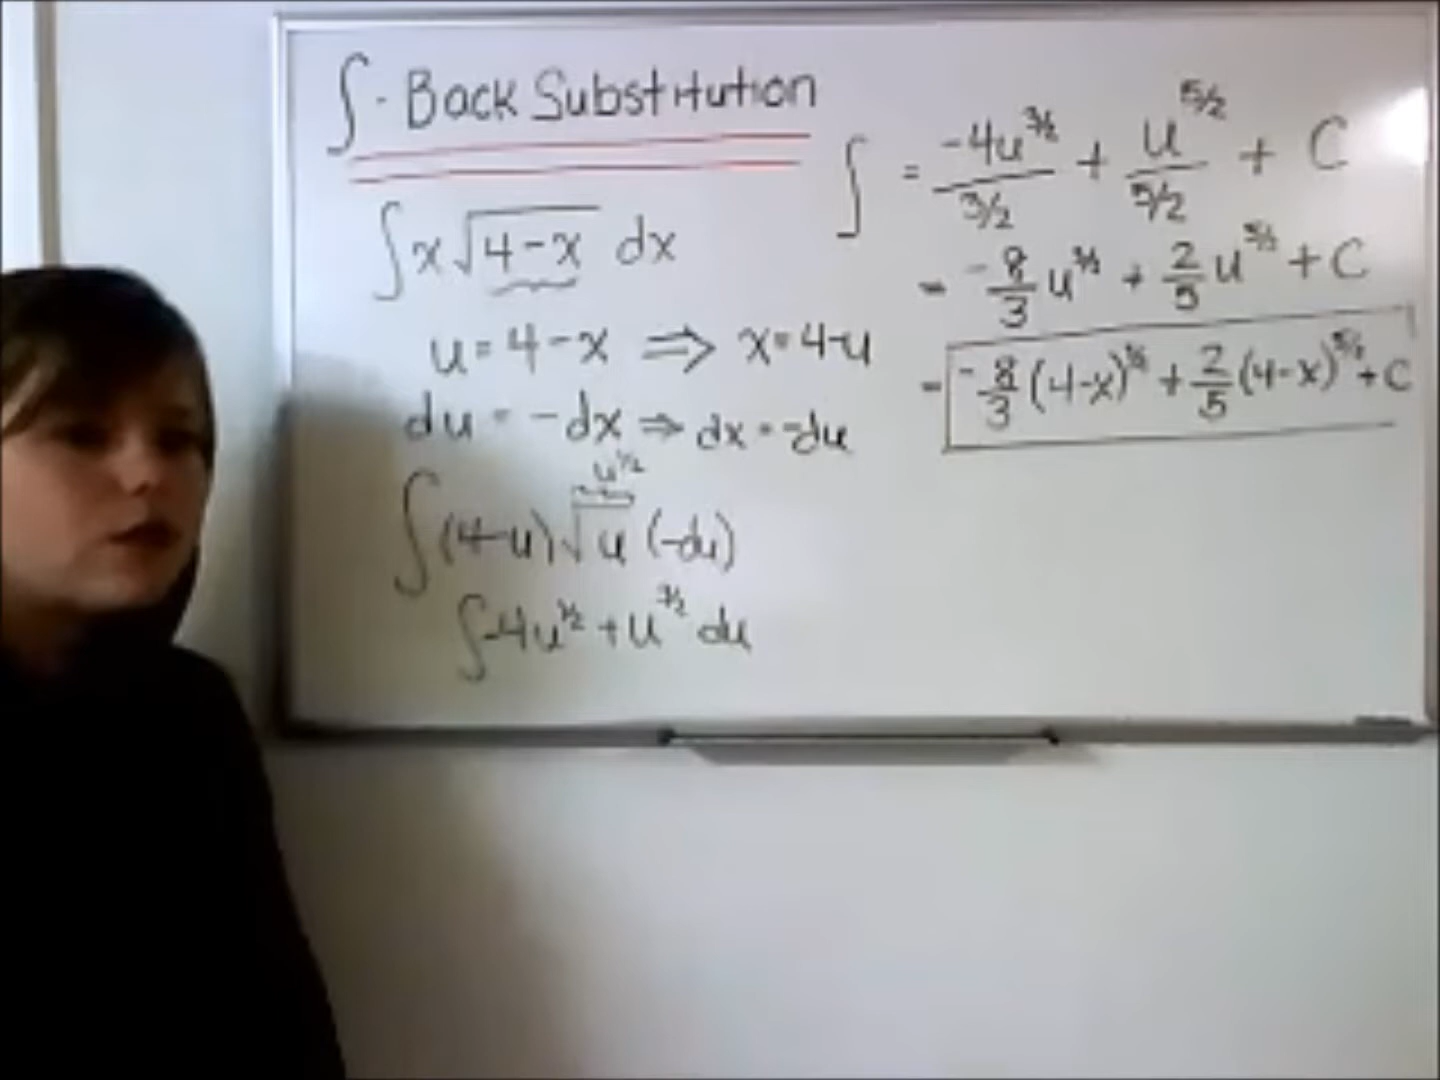 ∫ - Back Substitution
∫ x √(4-x) dx
u = 4-x ⇒ x=4-u
du = -dx ⇒ dx = -du
u^1/2
∫ (4-u) √u (-du)
∫ -4u^1/2 + u^3/2 du
∫ = -4u^3/2 / 3/2 + u^5/2 / 5/2 + C
= -8/3 u^3/2 + 2/5 u^5/2 + C
= -8/3 (4-x)^3/2 + 2/5 (4-x)^5/2 + C